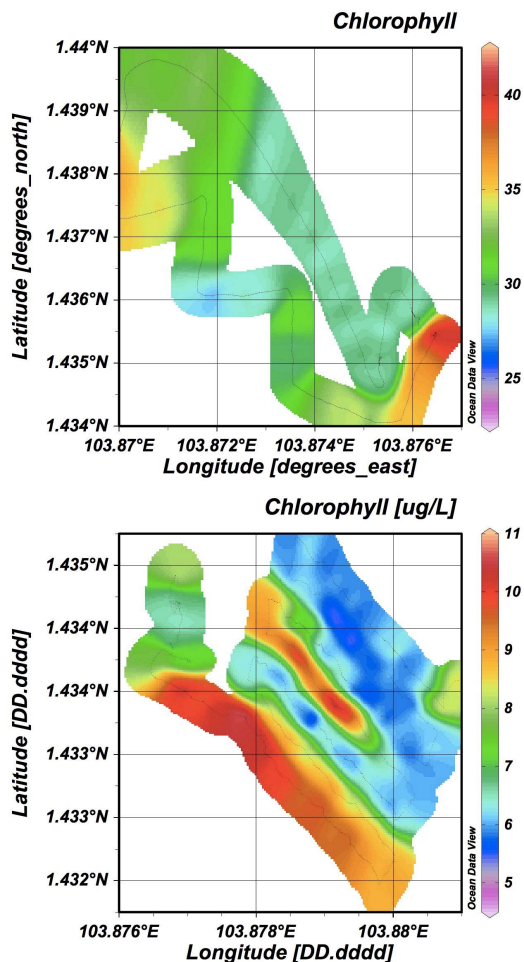 Chlorophyll
1.44°N
1.439°N
1.438°N
1.437°N
1.436°N
1.435°N
1.434°N
Latitude [degrees_north]
103.87°E 103.872°E 103.874°E 103.876°E
Longitude [degrees_east]
40
35
30
25
Ocean Data View
Chlorophyll [ug/L]
1.435°N
1.434°N
1.434°N
1.433°N
1.433°N
1.432°N
Latitude [DD.dddd]
103.876°E 103.878°E 103.88°E
Longitude [DD.dddd]
11
10
9
8
7
6
5
Ocean Data View